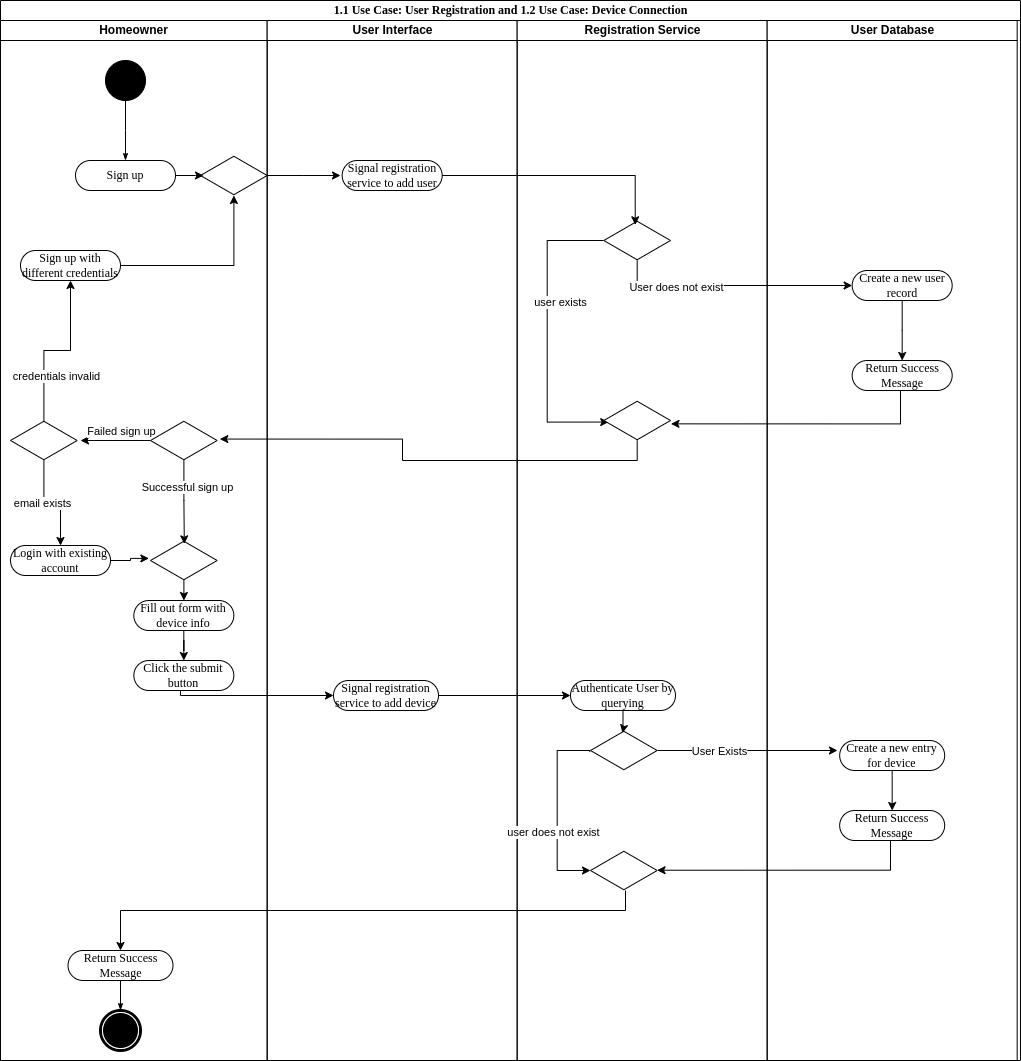 1.1 Use Case: User Registration and 1.2 Use Case: Device Connection
Homeowner
User Interface
Registration Service
User Database
Sign up
Signal registration
service to add user
Sign up with
different credentials
User does not exist
Create a new user
record
user exists
Return Success
Message
credentials invalid
Failed sign up
Successful sign up
email exists
Login with existing
account
Fill out form with
device info
Click the submit
button
Signal registration
service to add device
Authenticate User by
querying
User Exists
Create a new entry
for device
Return Success
Message
user does not exist
Return Success
Message